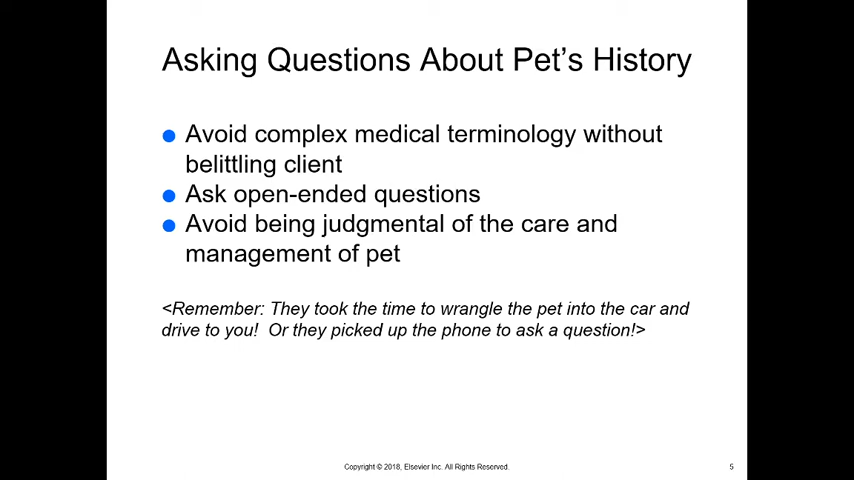 Asking Questions About Pet's History
Avoid complex medical terminology without
belittling client
Ask open-ended questions
Avoid being judgmental of the care and
management of pet
<Remember: They took the time to wrangle the pet into the car and
drive to you!  Or they picked up the phone to ask a question!>
Copyright © 2018, Elsevier Inc. All Rights Reserved.
5